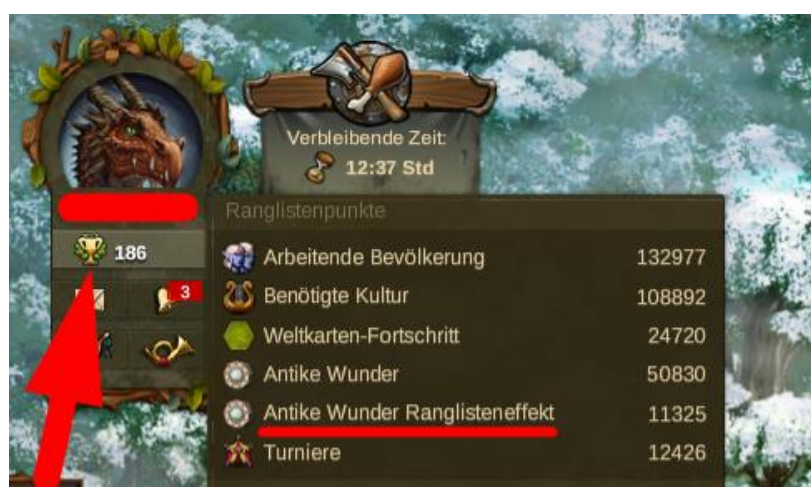 Verbleibende Zeit:
12:37 Std
Ranglistenpunkte
186
Arbeitende Bevölkerung 132977
3
Benötigte Kultur 108892
Weltkarten-Fortschritt 24720
Antike Wunder 50830
Antike Wunder Ranglisteneffekt 11325
Turniere 12426